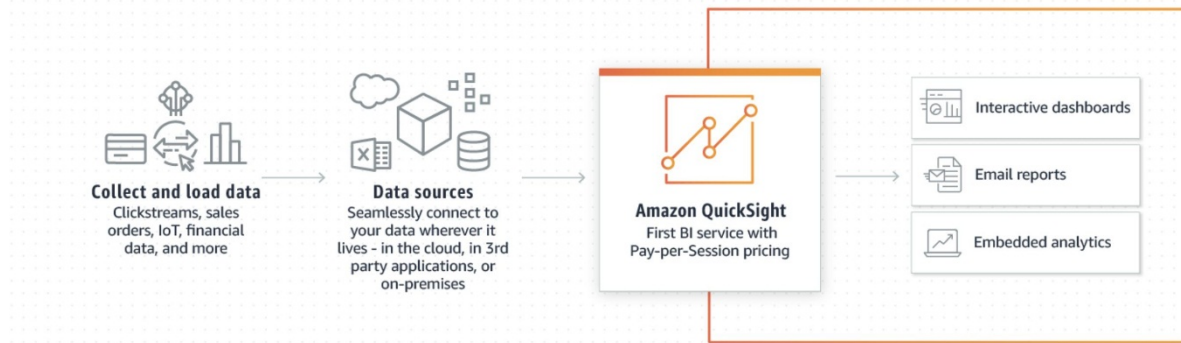 Collect and load data
Clickstreams, sales
orders, IoT, financial
data, and more
Data sources
Seamlessly connect to
your data wherever it
lives - in the cloud, in 3rd
party applications, or
on-premises
Amazon QuickSight
First BI service with
Pay-per-Session pricing
Interactive dashboards
Email reports
Embedded analytics